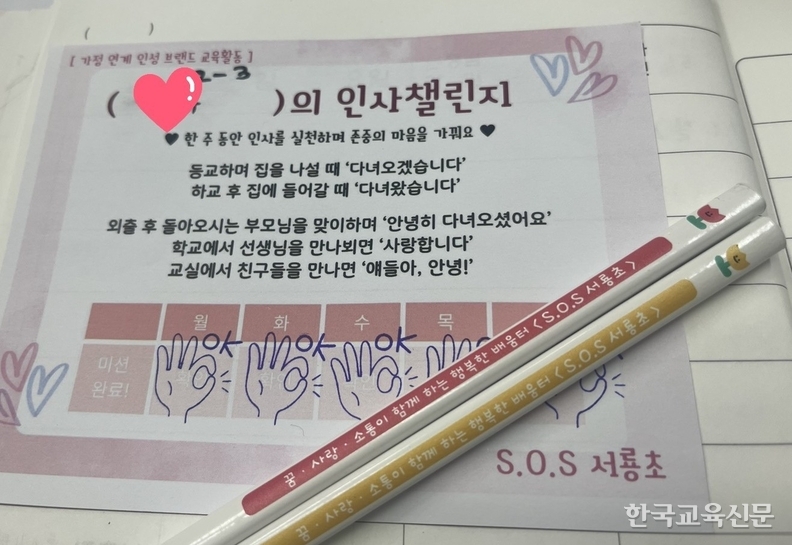 [ 가정 연계 인정 브랜드 교육활동 ]
2-3
( )의 인사챌린지
♥ 한 주 동안 인사를 실천하며 존중의 마음을 가꿔요 ♥
등교하며 집을 나설 때 '다녀오겠습니다'
하교 후 집에 들어갈 때 '다녀왔습니다'
외출 후 돌아오시는 부모님을 맞이하며 '안녕히 다녀오셨어요'
학교에서 선생님을 만나뵈면 '사랑합니다'
교실에서 친구들을 만나면 '얘들아, 안녕!'
월 화 수 목
미션
완료!
OK OK OK OK
꿈·사랑·소통이 함께 하는 행복한 배움터 <S.O.S 서룡초>
꿈·사랑·소통이 함께 하는 행복한 배움터 <S.O.S 서룡초>
S.O.S 서룡초
한국교육신문